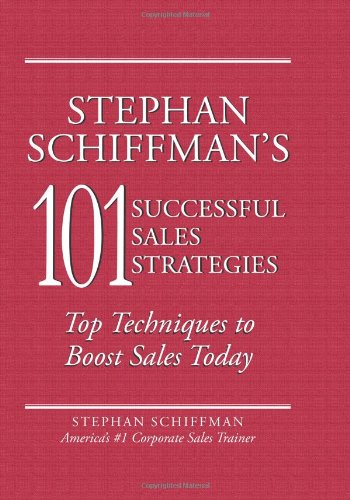 STEPHAN
SCHIFFMAN'S
101 SUCCESSFUL
SALES
STRATEGIES
Top Techniques to
Boost Sales Today
STEPHAN SCHIFFMAN
America's #1 Corporate Sales Trainer